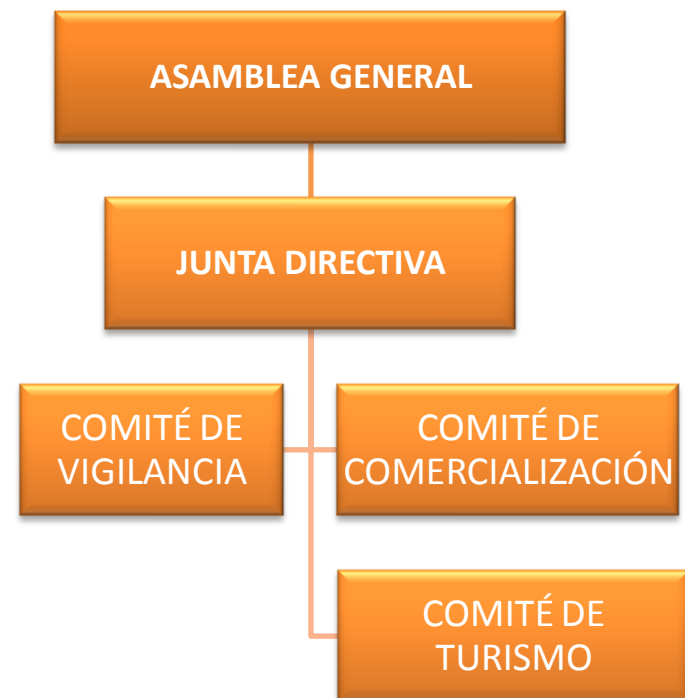 ASAMBLEA GENERAL
JUNTA DIRECTIVA
COMITÉ DE
VIGILANCIA
COMITÉ DE
COMERCIALIZACIÓN
COMITÉ DE
TURISMO